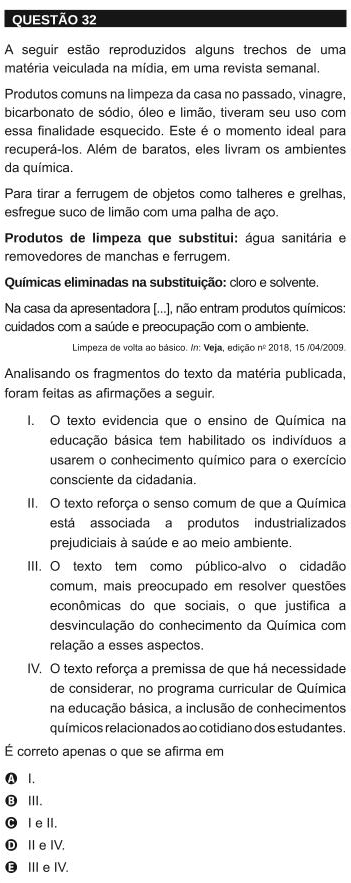 QUESTÃO 32
A seguir estão reproduzidos alguns trechos de uma
matéria veiculada na mídia, em uma revista semanal.
Produtos comuns na limpeza da casa no passado, vinagre,
bicarbonato de sódio, óleo e limão, tiveram seu uso com
essa finalidade esquecido. Este é o momento ideal para
recuperá-los. Além de baratos, eles livram os ambientes
da química.
Para tirar a ferrugem de objetos como talheres e grelhas,
esfregue suco de limão com uma palha de aço.
Produtos de limpeza que substitui: água sanitária e
removedores de manchas e ferrugem.
Químicas eliminadas na substituição: cloro e solvente.
Na casa da apresentadora [...], não entram produtos químicos:
cuidados com a saúde e preocupação com o ambiente.
Limpeza de volta ao básico. In: Veja, edição nº 2018, 15 /04/2009.
Analisando os fragmentos do texto da matéria publicada,
foram feitas as afirmações a seguir.
I. O texto evidencia que o ensino de Química na
educação básica tem habilitado os indivíduos a
usarem o conhecimento químico para o exercício
consciente da cidadania.
II. O texto reforça o senso comum de que a Química
está associada a produtos industrializados
prejudiciais à saúde e ao meio ambiente.
III. O texto tem como público-alvo o cidadão
comum, mais preocupado em resolver questões
econômicas do que sociais, o que justifica a
desvinculação do conhecimento da Química com
relação a esses aspectos.
IV. O texto reforça a premissa de que há necessidade
de considerar, no programa curricular de Química
na educação básica, a inclusão de conhecimentos
químicos relacionados ao cotidiano dos estudantes.
É correto apenas o que se afirma em
A I.
B III.
C I e II.
D II e IV.
E III e IV.